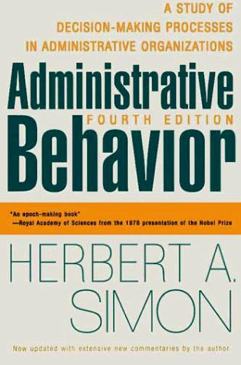 A STUDY OF
DECISION-MAKING PROCESSES
IN ADMINISTRATIVE ORGANIZATIONS
Administrative
FOURTH EDITION
Behavior
"An epoch-making book"
—Royal Academy of Sciences from the 1978 presentation of the Nobel Prize
HERBERT A.
SIMON
Now updated with extensive new commentaries by the author